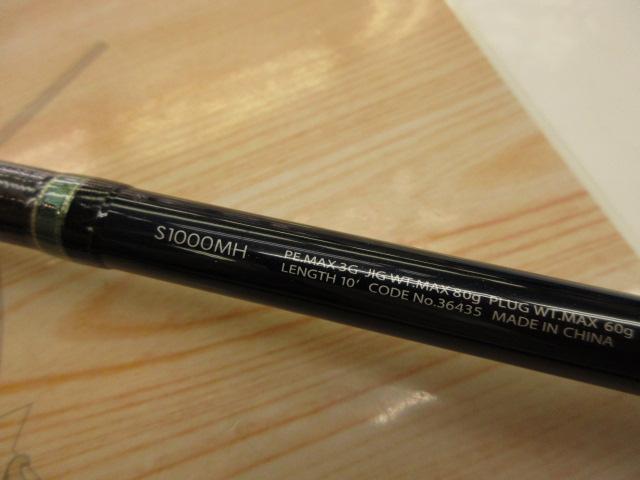 S1000MH
PE.MAX 3G JIG WT.MAX 80g PLUG WT.MAX 60g
LENGTH 10' CODE No.36435 MADE IN CHINA